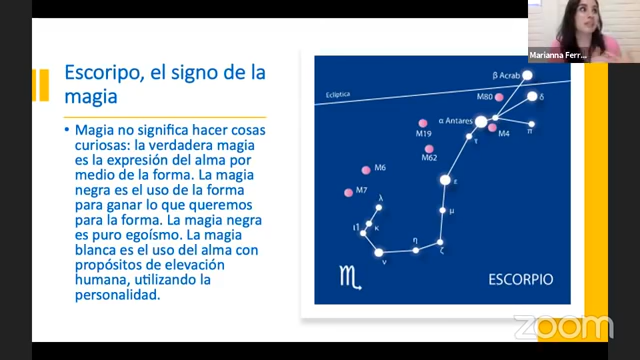 Marianna Ferr...
Escoripo, el signo de la
magia
• Magia no significa hacer cosas
curiosas: la verdadera magia
es la expresión del alma por
medio de la forma. La magia
negra es el uso de la forma
para ganar lo que queremos
para la forma. La magia negra
es puro egoísmo. La magia
blanca es el uso del alma con
propósitos de elevación
humana, utilizando la
personalidad.
β Acrab
Eclíptica
M80
δ
α Antares
M19
M4
π
τ
M62
M6
ε
M7
λ
μ
ι1
κ
η
ζ
ν
♏
ESCORPIO
zoom